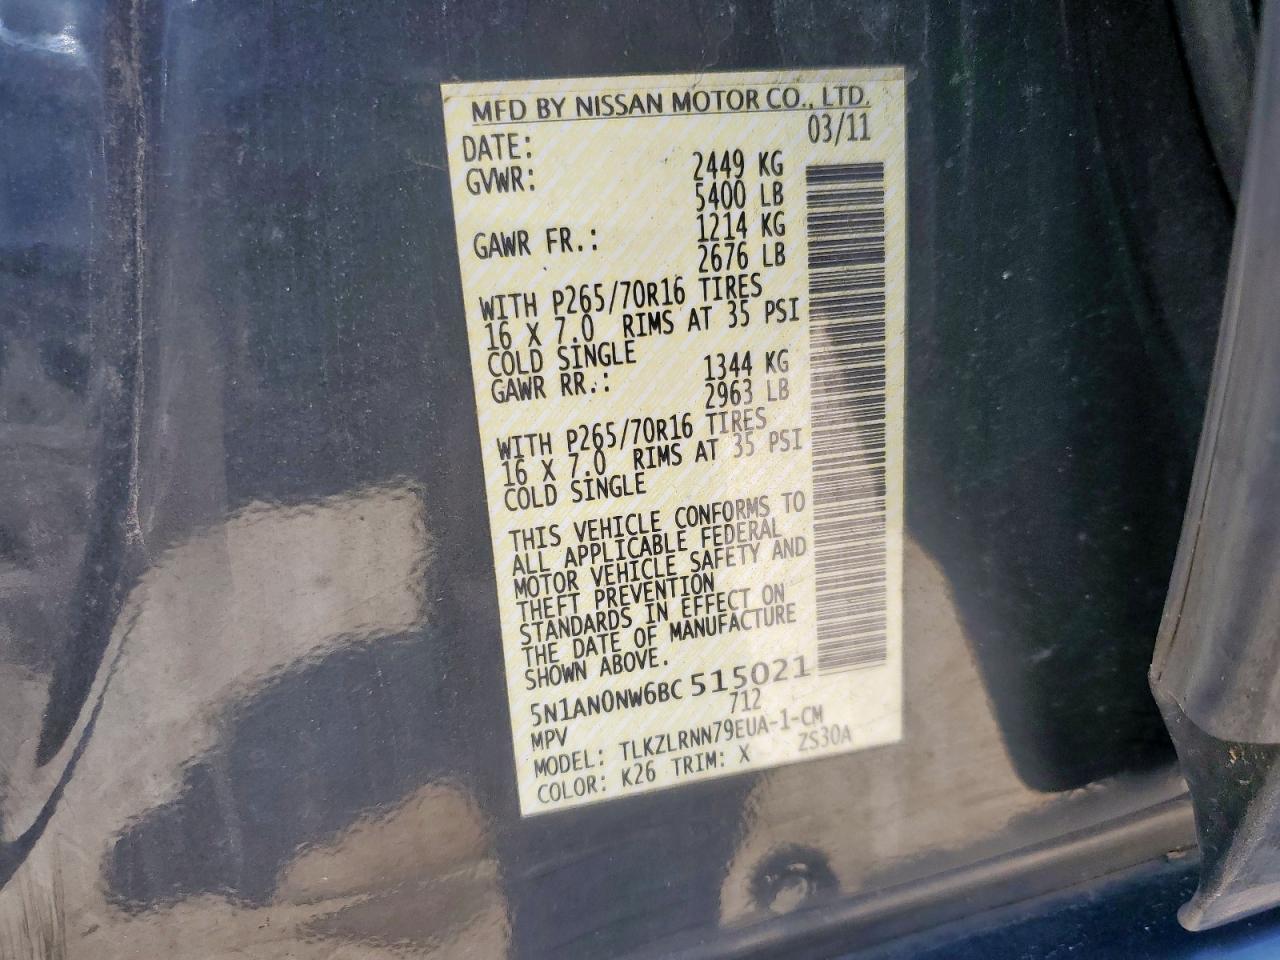 MFD BY NISSAN MOTOR CO., LTD.
DATE: 03/11
GVWR: 2449 KG
5400 LB
GAWR FR.: 1214 KG
2676 LB
WITH P265/70R16 TIRES
16 X 7.0 RIMS AT 35 PSI
COLD SINGLE
GAWR RR.: 1344 KG
2963 LB
WITH P265/70R16 TIRES
16 X 7.0 RIMS AT 35 PSI
COLD SINGLE
THIS VEHICLE CONFORMS TO
ALL APPLICABLE FEDERAL
MOTOR VEHICLE SAFETY AND
THEFT PREVENTION
STANDARDS IN EFFECT ON
THE DATE OF MANUFACTURE
SHOWN ABOVE.
5N1AN0NW6BC515021
MPV 712
MODEL: TLKZLRNN79EUA-1-CM
COLOR: K26 TRIM: X ZS30A